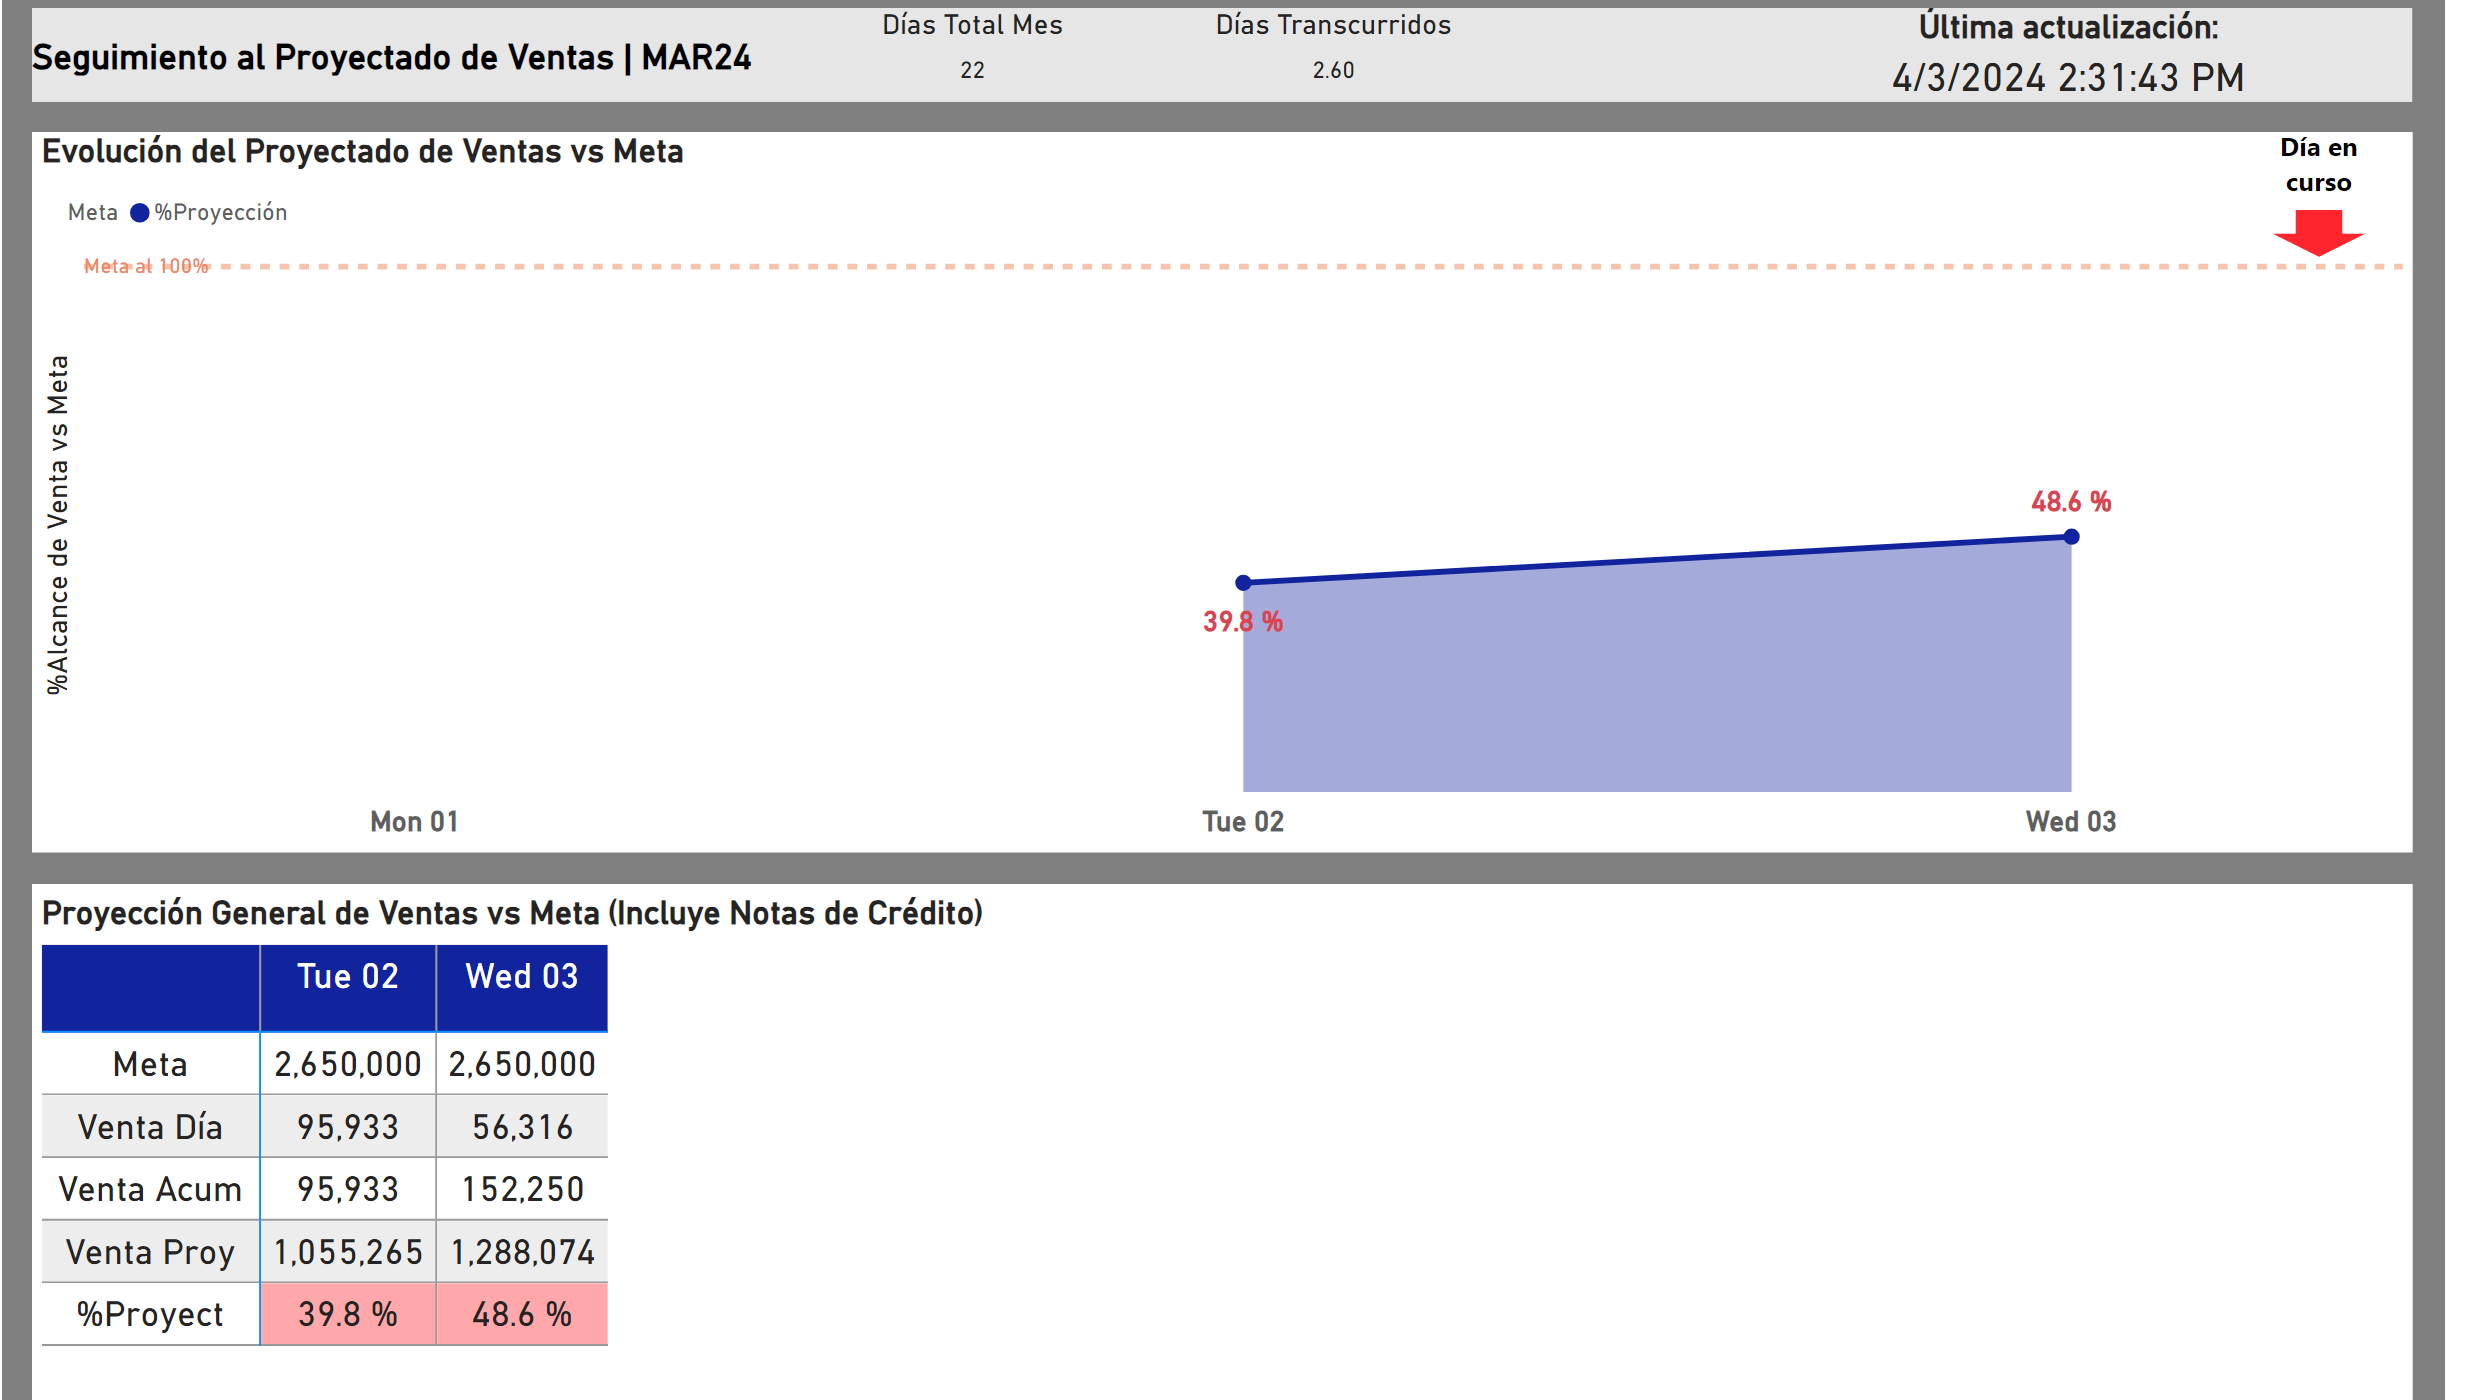 Seguimiento al Proyectado de Ventas | MAR24
Días Total Mes
22
Días Transcurridos
2.60
Última actualización:
4/3/2024 2:31:43 PM
Evolución del Proyectado de Ventas vs Meta
Día en
curso
Meta %Proyección
Meta al 100%
%Alcance de Venta vs Meta
48.6 %
39.8 %
Mon 01 Tue 02 Wed 03
Proyección General de Ventas vs Meta (Incluye Notas de Crédito)
Tue 02 Wed 03
Meta 2,650,000 2,650,000
Venta Día 95,933 56,316
Venta Acum 95,933 152,250
Venta Proy 1,055,265 1,288,074
%Proyect 39.8 % 48.6 %